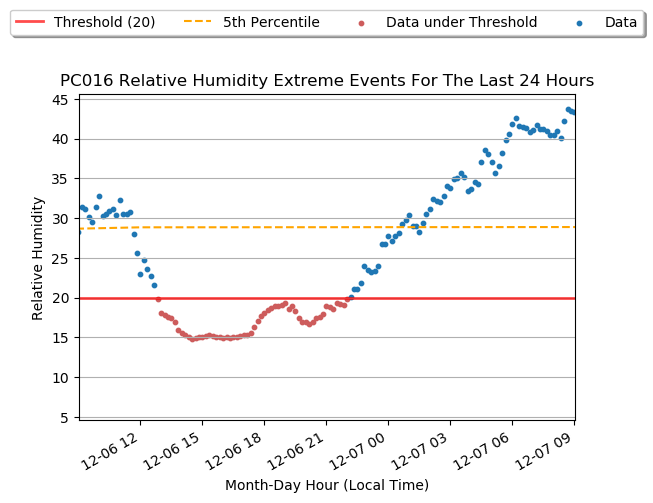 Threshold (20) 5th Percentile Data under Threshold Data
PC016 Relative Humidity Extreme Events For The Last 24 Hours
45
40
35
30
25
20
15
10
5
Relative Humidity
12-06 12 12-06 15 12-06 18 12-06 21 12-07 00 12-07 03 12-07 06 12-07 09
Month-Day Hour (Local Time)